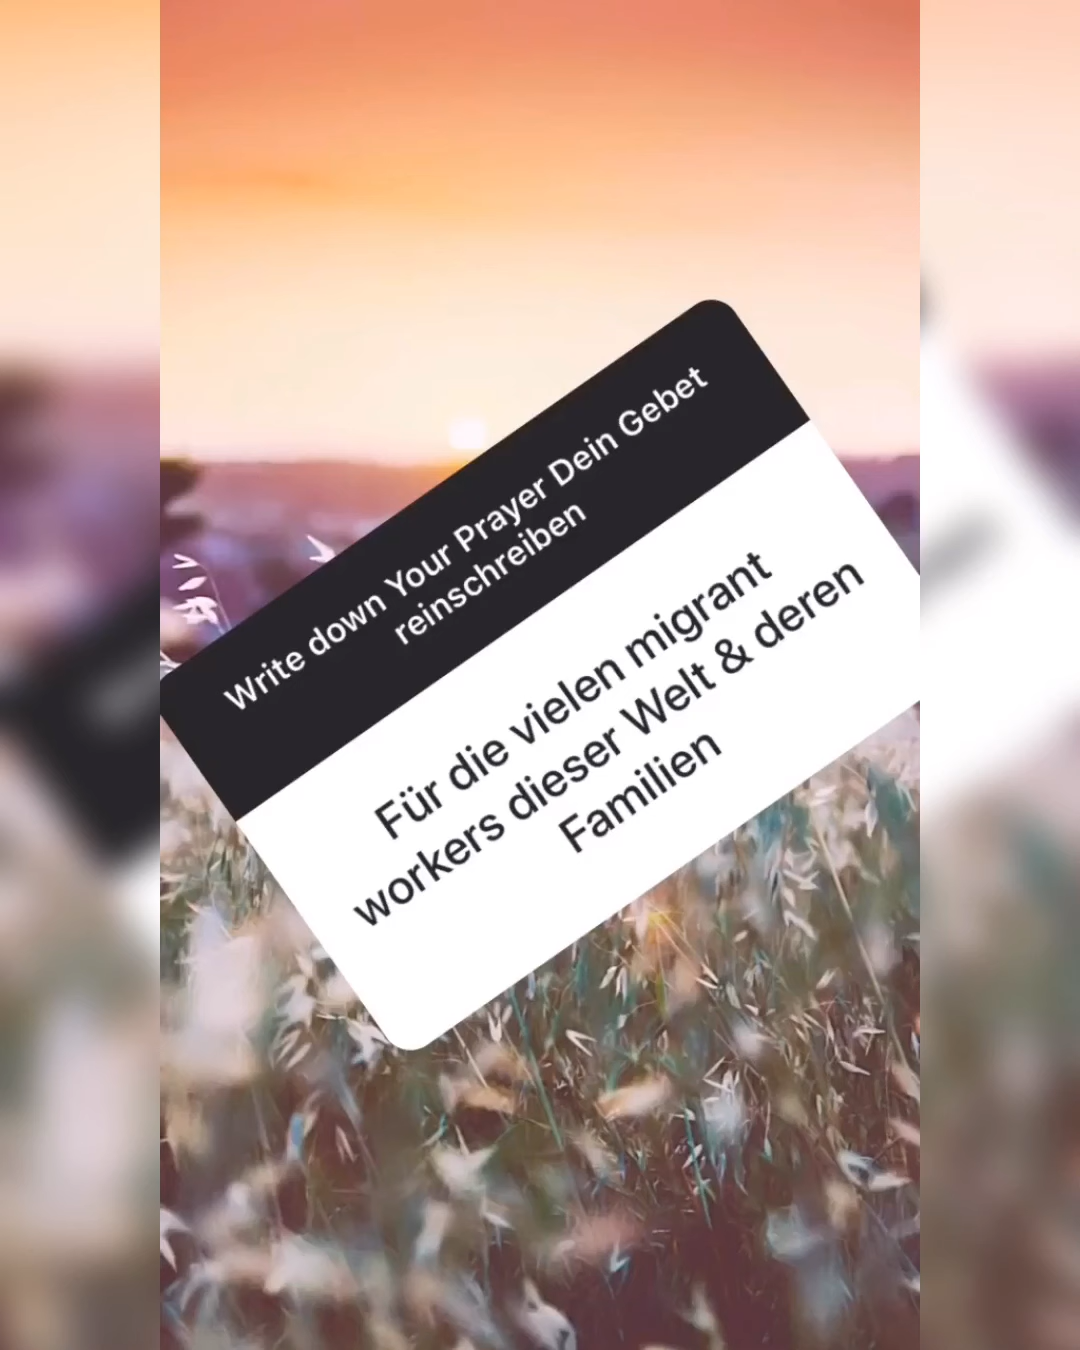 Write down Your Prayer Dein Gebet
reinschreiben
Für die vielen migrant
workers dieser Welt & deren
Familien